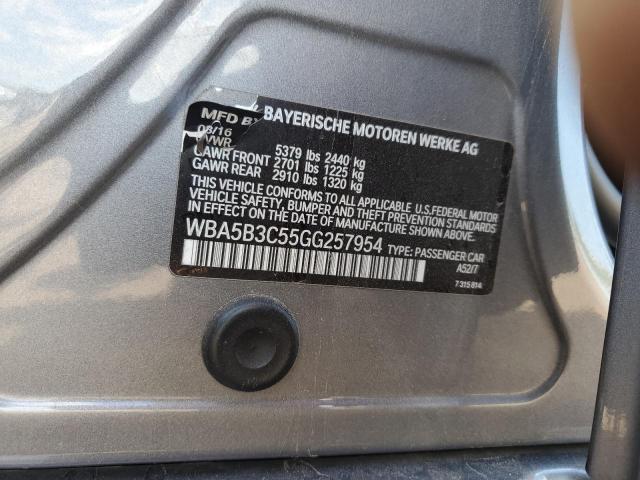 MFD BY BAYERISCHE MOTOREN WERKE AG
03/16
GVWR 5379 lbs 2440 kg
GAWR FRONT 2701 lbs 1225 kg
GAWR REAR 2910 lbs 1320 kg
THIS VEHICLE CONFORMS TO ALL APPLICABLE U.S.FEDERAL MOTOR
VEHICLE SAFETY, BUMPER AND THEFT PREVENTION STANDARDS
IN EFFECT ON THE DATE OF MANUFACTURE SHOWN ABOVE.
WBA5B3C55GG257954 TYPE: PASSENGER CAR
A52/7
7 315 814